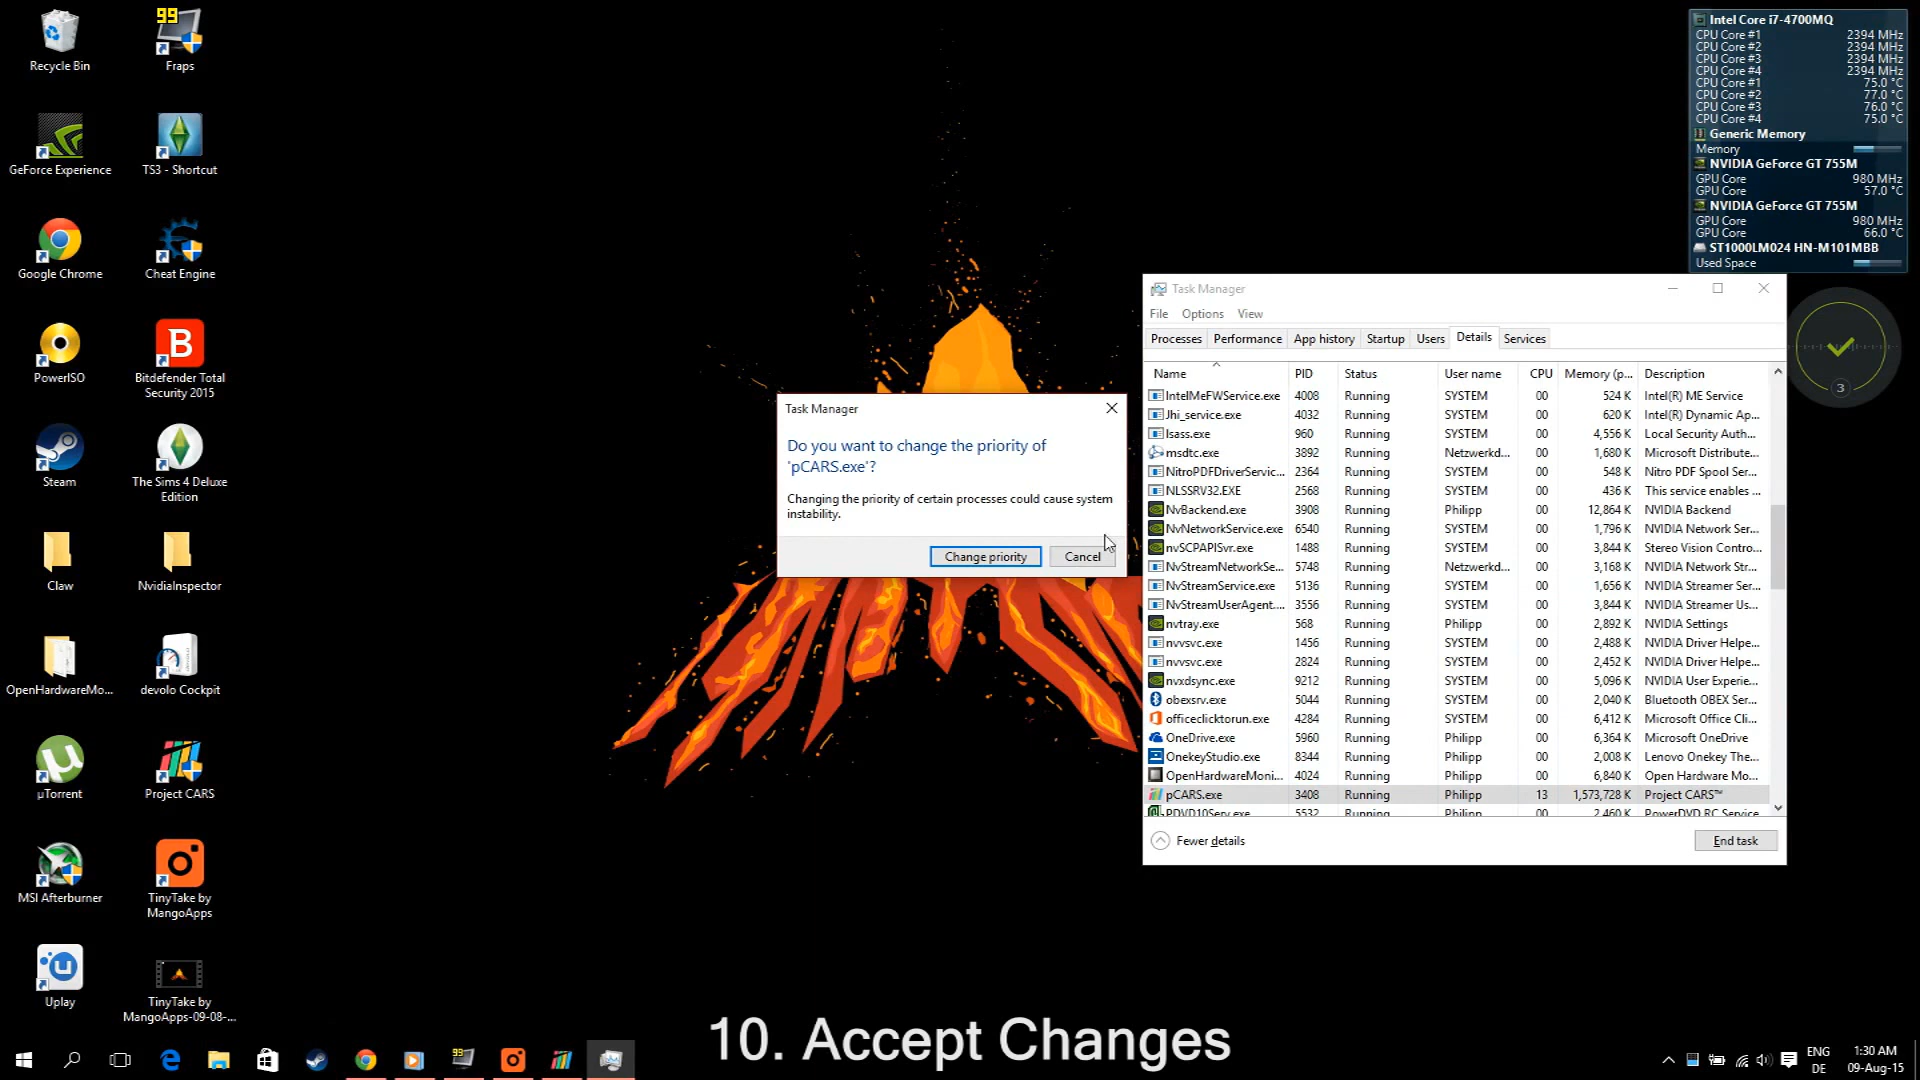 Recycle Bin
Fraps
99
GeForce Experience
TS3 - Shortcut
Google Chrome
Cheat Engine
PowerISO
B
Bitdefender Total
Security 2015
Steam
The Sims 4 Deluxe
Edition
Claw
NvidiaInspector
OpenHardwareMo...
devolo Cockpit
µTorrent
Project CARS
MSI Afterburner
TinyTake by
MangoApps
Uplay
TinyTake by
MangoApps-09-08-...
Intel Core i7-4700MQ
CPU Core #1 2394 MHz
CPU Core #2 2394 MHz
CPU Core #3 2394 MHz
CPU Core #4 2394 MHz
CPU Core #1 75.0 °C
CPU Core #2 77.0 °C
CPU Core #3 76.0 °C
CPU Core #4 75.0 °C
Generic Memory
Memory
NVIDIA GeForce GT 755M
GPU Core 980 MHz
GPU Core 57.0 °C
NVIDIA GeForce GT 755M
GPU Core 980 MHz
GPU Core 66.0 °C
ST1000LM024 HN-M101MBB
Used Space
3
Task Manager
Do you want to change the priority of
'pCARS.exe'?
Changing the priority of certain processes could cause system
instability.
Change priority Cancel
Task Manager
File Options View
Processes Performance App history Startup Users Details Services
Name PID Status User name CPU Memory (p... Description
IntelMeFWService.exe 4008 Running SYSTEM 00 524 K Intel(R) ME Service
Jhi_service.exe 4032 Running SYSTEM 00 620 K Intel(R) Dynamic Ap...
lsass.exe 960 Running SYSTEM 00 4,556 K Local Security Auth...
msdtc.exe 3892 Running Netzwerkd... 00 1,680 K Microsoft Distribute...
NitroPDFDriverServic... 2364 Running SYSTEM 00 548 K Nitro PDF Spool Ser...
NLSSRV32.EXE 2568 Running SYSTEM 00 436 K This service enables ...
NvBackend.exe 3908 Running Philipp 00 12,864 K NVIDIA Backend
NvNetworkService.exe 6540 Running SYSTEM 00 1,796 K NVIDIA Network Ser...
nvSCPAPISvr.exe 1488 Running SYSTEM 00 3,844 K Stereo Vision Contro...
NvStreamNetworkSe... 5748 Running Netzwerkd... 00 3,168 K NVIDIA Network Str...
NvStreamService.exe 5136 Running SYSTEM 00 1,656 K NVIDIA Streamer Ser...
NvStreamUserAgent.... 3556 Running SYSTEM 00 3,844 K NVIDIA Streamer Us...
nvtray.exe 568 Running Philipp 00 2,892 K NVIDIA Settings
nvvsvc.exe 1456 Running SYSTEM 00 2,488 K NVIDIA Driver Helpe...
nvvsvc.exe 2824 Running SYSTEM 00 2,452 K NVIDIA Driver Helpe...
nvxdsync.exe 9212 Running SYSTEM 00 5,096 K NVIDIA User Experie...
obexsrv.exe 5044 Running SYSTEM 00 2,040 K Bluetooth OBEX Ser...
officeclicktorun.exe 4284 Running SYSTEM 00 6,412 K Microsoft Office Cli...
OneDrive.exe 5960 Running Philipp 00 6,364 K Microsoft OneDrive
OnekeyStudio.exe 8344 Running Philipp 00 2,008 K Lenovo Onekey The...
OpenHardwareMoni... 4024 Running Philipp 00 6,840 K Open Hardware Mo...
pCARS.exe 3408 Running Philipp 13 1,573,728 K Project CARS™
PDVD10Serv.exe 5532 Running Philipp 00 2,460 K PowerDVD RC Service
Fewer details End task
10. Accept Changes
99
ENG
DE
1:30 AM
09-Aug-15